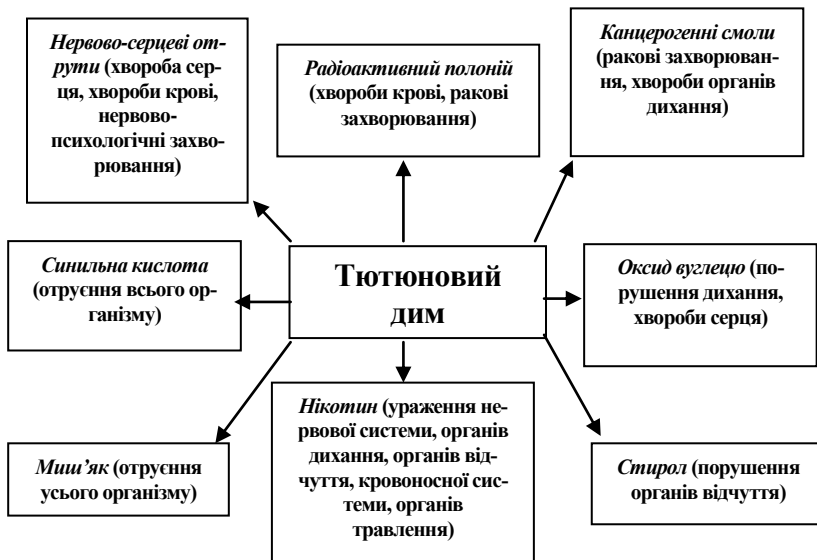 Нервово-серцеві от-
рути (хвороба сер-
ця, хвороби крові,
нервово-
психологічні захво-
рювання)
Радіоактивний полоній
(хвороби крові, ракові
захворювання)
Канцерогенні смоли
(ракові захворюван-
ня, хвороби органів
дихання)
Синильна кислота
(отруєння всього ор-
ганізму)
Тютюновий
дим
Оксид вуглецю (по-
рушення дихання,
хвороби серця)
Миш’як (отруєння
усього організму)
Нікотин (ураження не-
рвової системи, органів
дихання, органів від-
чуття, кровоносної сис-
теми, органів
травлення)
Стирол (порушення
органів відчуття)